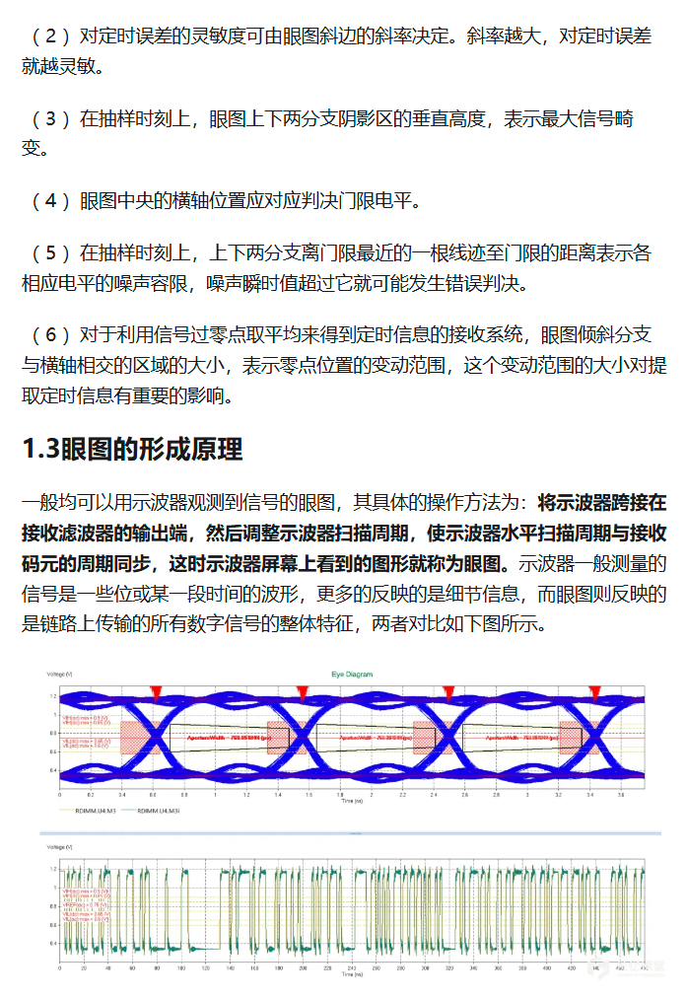 （2）对定时误差的灵敏度可由眼图斜边的斜率决定。斜率越大，对定时误差
就越灵敏。
（3）在抽样时刻上，眼图上下两分支阴影区的垂直高度，表示最大信号畸
变。
（4）眼图中央的横轴位置应对应判决门限电平。
（5）在抽样时刻上，上下两分支离门限最近的一根线迹至门限的距离表示各
相应电平的噪声容限，噪声瞬时值超过它就可能发生错误判决。
（6）对于利用信号过零点取平均来得到定时信息的接收系统，眼图倾斜分支
与横轴相交的区域的大小，表示零点位置的变动范围，这个变动范围的大小对提
取定时信息有重要的影响。
1.3眼图的形成原理
一般均可以用示波器观测到信号的眼图，其具体的操作方法为：将示波器跨接在
接收滤波器的输出端，然后调整示波器扫描周期，使示波器水平扫描周期与接收
码元的周期同步，这时示波器屏幕上看到的图形就称为眼图。示波器一般测量的
信号是一些位或某一段时间的波形，更多的反映的是细节信息，而眼图则反映的
是链路上传输的所有数字信号的整体特征，两者对比如下图所示。
Voltage (V)
Eye Diagram
1.2
1
0.8
0.6
0.4
0 0.2 0.4 0.6 0.8 1 1.2 1.4 1.6 1.8 2 2.2 2.4 2.6 2.8 3 3.2 3.4 3.6
Time (ns)
RDIMM.U4.M3 RDIMM.U4.M3i
Voltage (V)
1.2
1
0.8
0.6
0.4
0 20 40 60 80 100 120 140 160 180 200 220 240 260 280 300 320 340 360 380 400 420 440
Time (ns)